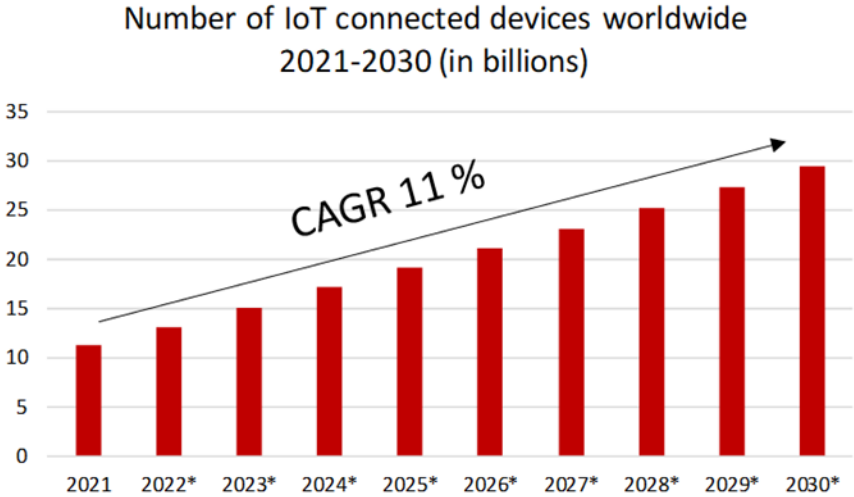 Number of IoT connected devices worldwide
2021-2030 (in billions)
35
30
25
20
15
10
5
0
CAGR 11 %
2021 2022* 2023* 2024* 2025* 2026* 2027* 2028* 2029* 2030*